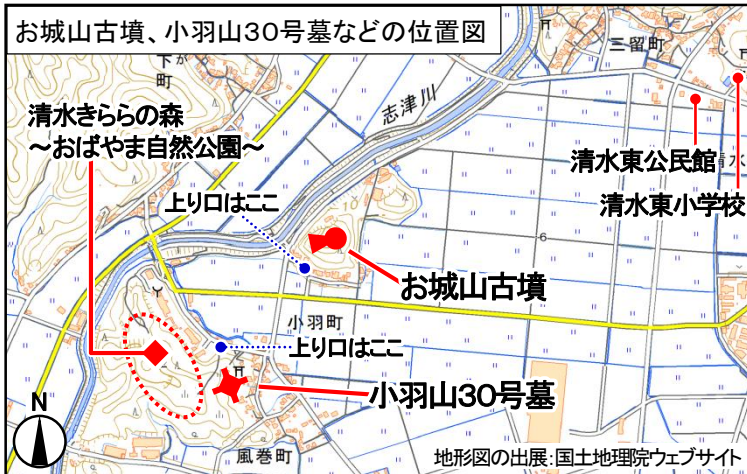 お城山古墳、小羽山30号墓などの位置図
下が町
三留町
志津川
清水きららの森
~おばやま自然公園~
清水東公民館
清水
清水東小学校
上り口はここ
10
6
お城山古墳
小羽町
上り口はここ
小羽山30号墓
N
風巻町
地形図の出展:国土地理院ウェブサイト